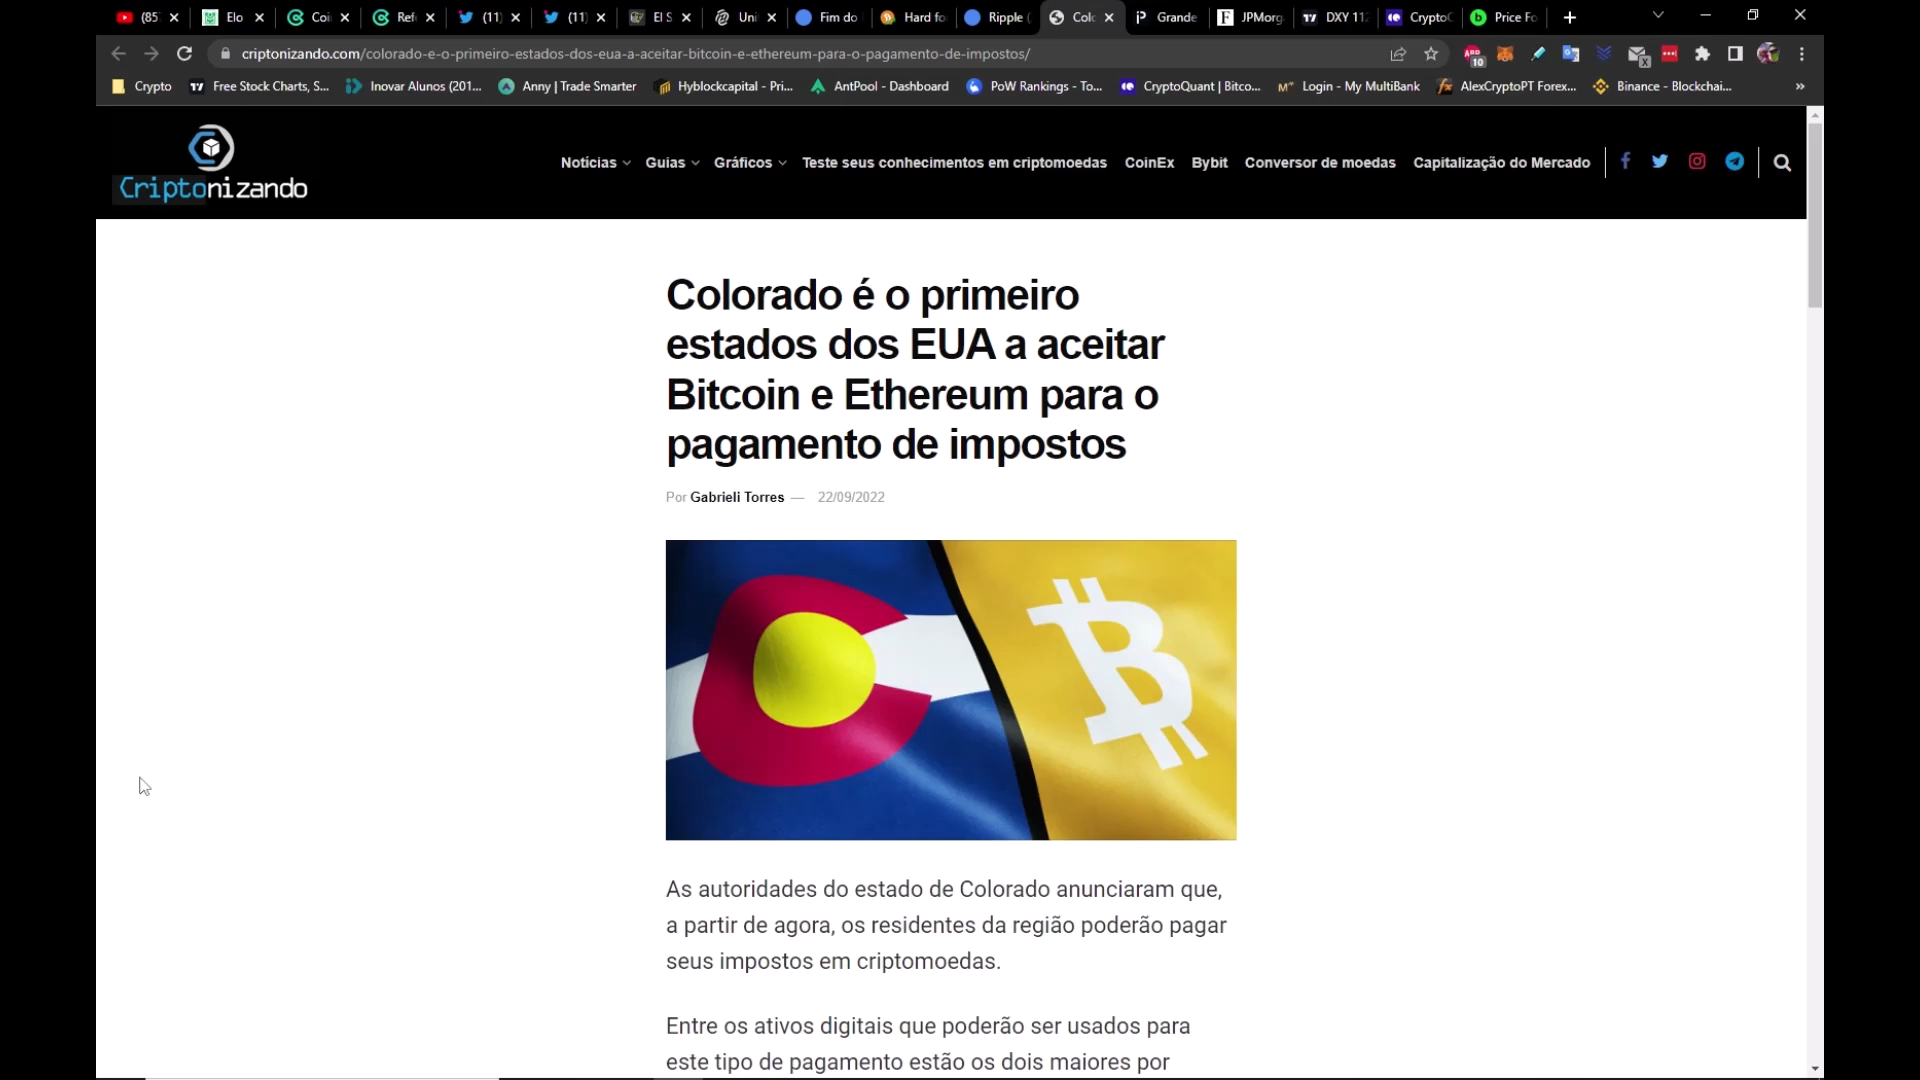 (85
Elo
Coi
Ref
(11)
(11)
El S
Uni
Fim do
Hard fo
Ripple (
Colo
Grande
JPMorg
DXY 112
CryptoQ
Price Fo
criptonizando.com/colorado-e-o-primeiro-estados-dos-eua-a-aceitar-bitcoin-e-ethereum-para-o-pagamento-de-impostos/
10
X
Crypto
Free Stock Charts, S...
Inovar Alunos (201...
Anny | Trade Smarter
Hyblockcapital - Pri...
AntPool - Dashboard
PoW Rankings - To...
CryptoQuant | Bitco...
Login - My MultiBank
AlexCryptoPT Forex...
Binance - Blockchai...
»
Criptonizando
Notícias
Guias
Gráficos
Teste seus conhecimentos em criptomoedas
CoinEx
Bybit
Conversor de moedas
Capitalização do Mercado
Colorado é o primeiro
estados dos EUA a aceitar
Bitcoin e Ethereum para o
pagamento de impostos
Por Gabrieli Torres — 22/09/2022
As autoridades do estado de Colorado anunciaram que,
a partir de agora, os residentes da região poderão pagar
seus impostos em criptomoedas.
Entre os ativos digitais que poderão ser usados para
este tipo de pagamento estão os dois maiores por